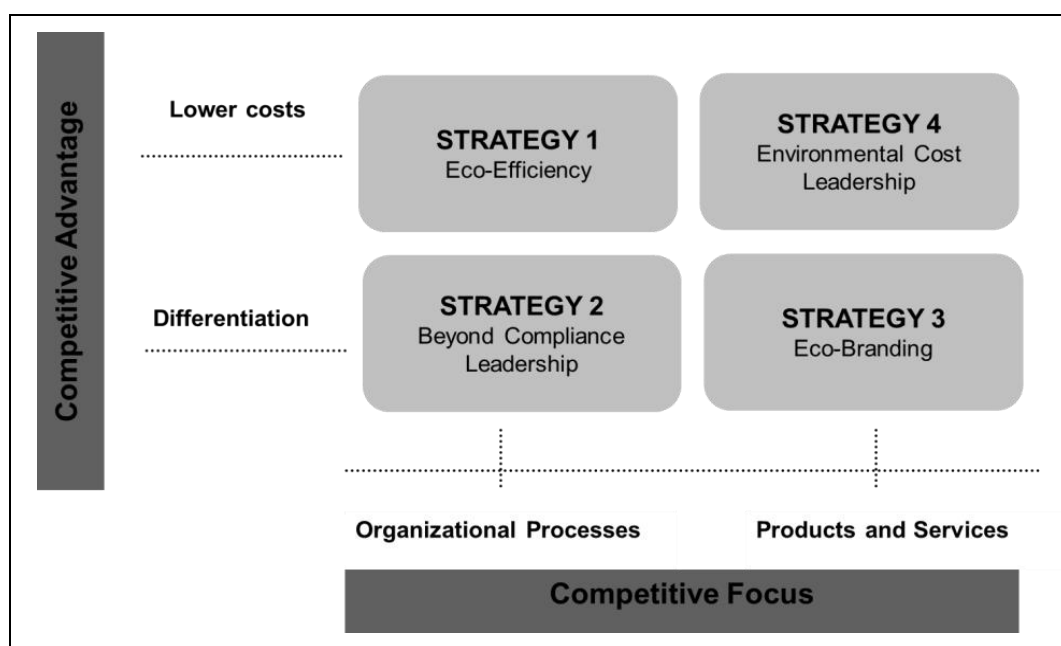 Competitive Advantage
Lower costs
STRATEGY 1
Eco-Efficiency
STRATEGY 4
Environmental Cost
Leadership
Differentiation
STRATEGY 2
Beyond Compliance
Leadership
STRATEGY 3
Eco-Branding
Organizational Processes
Products and Services
Competitive Focus